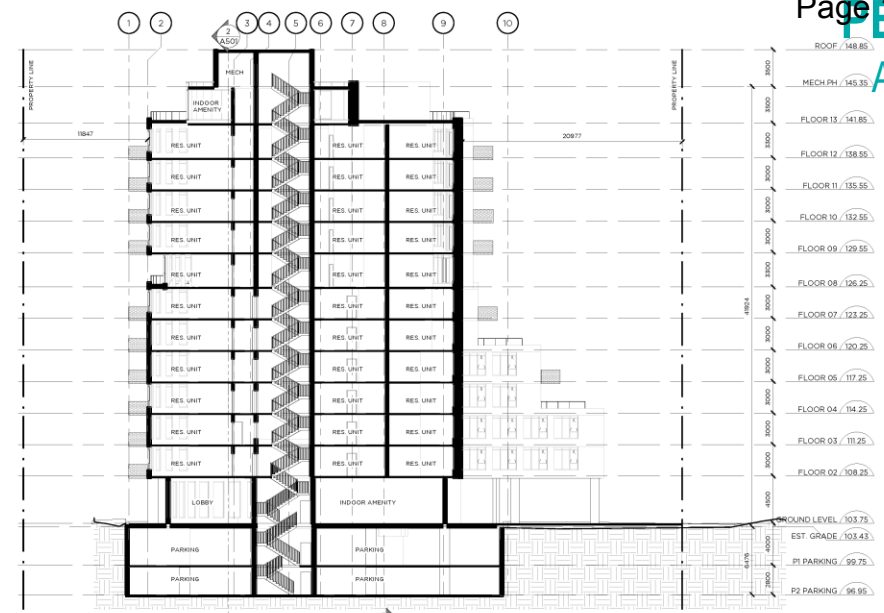 Page
PE
A
1
2
2
A501
3
4
5
6
7
8
9
10
ROOF 148.85
MECH
PROPERTY LINE
PROPERTY LINE
3500
MECH PH 145.35
INDOOR
AMENITY
3500
FLOOR 13 141.85
11847
20977
RES. UNIT
RES. UNIT
RES. UNIT
3300
FLOOR 12 138.55
RES. UNIT
RES. UNIT
RES. UNIT
3000
FLOOR 11 135.55
RES. UNIT
RES. UNIT
RES. UNIT
3000
FLOOR 10 132.55
RES. UNIT
RES. UNIT
RES. UNIT
3000
FLOOR 09 129.55
RES. UNIT
RES. UNIT
RES. UNIT
3300
FLOOR 08 126.25
RES. UNIT
RES. UNIT
RES. UNIT
3000
41924
FLOOR 07 123.25
RES. UNIT
RES. UNIT
RES. UNIT
3000
FLOOR 06 120.25
RES. UNIT
RES. UNIT
RES. UNIT
3000
FLOOR 05 117.25
RES. UNIT
RES. UNIT
RES. UNIT
3000
FLOOR 04 114.25
RES. UNIT
RES. UNIT
RES. UNIT
3000
FLOOR 03 111.25
RES. UNIT
RES. UNIT
RES. UNIT
3000
FLOOR 02 108.25
LOBBY
INDOOR AMENITY
4500
GROUND LEVEL 103.75
EST. GRADE 103.43
PARKING
PARKING
4000
6476
P1 PARKING 99.75
PARKING
PARKING
2800
P2 PARKING 96.95